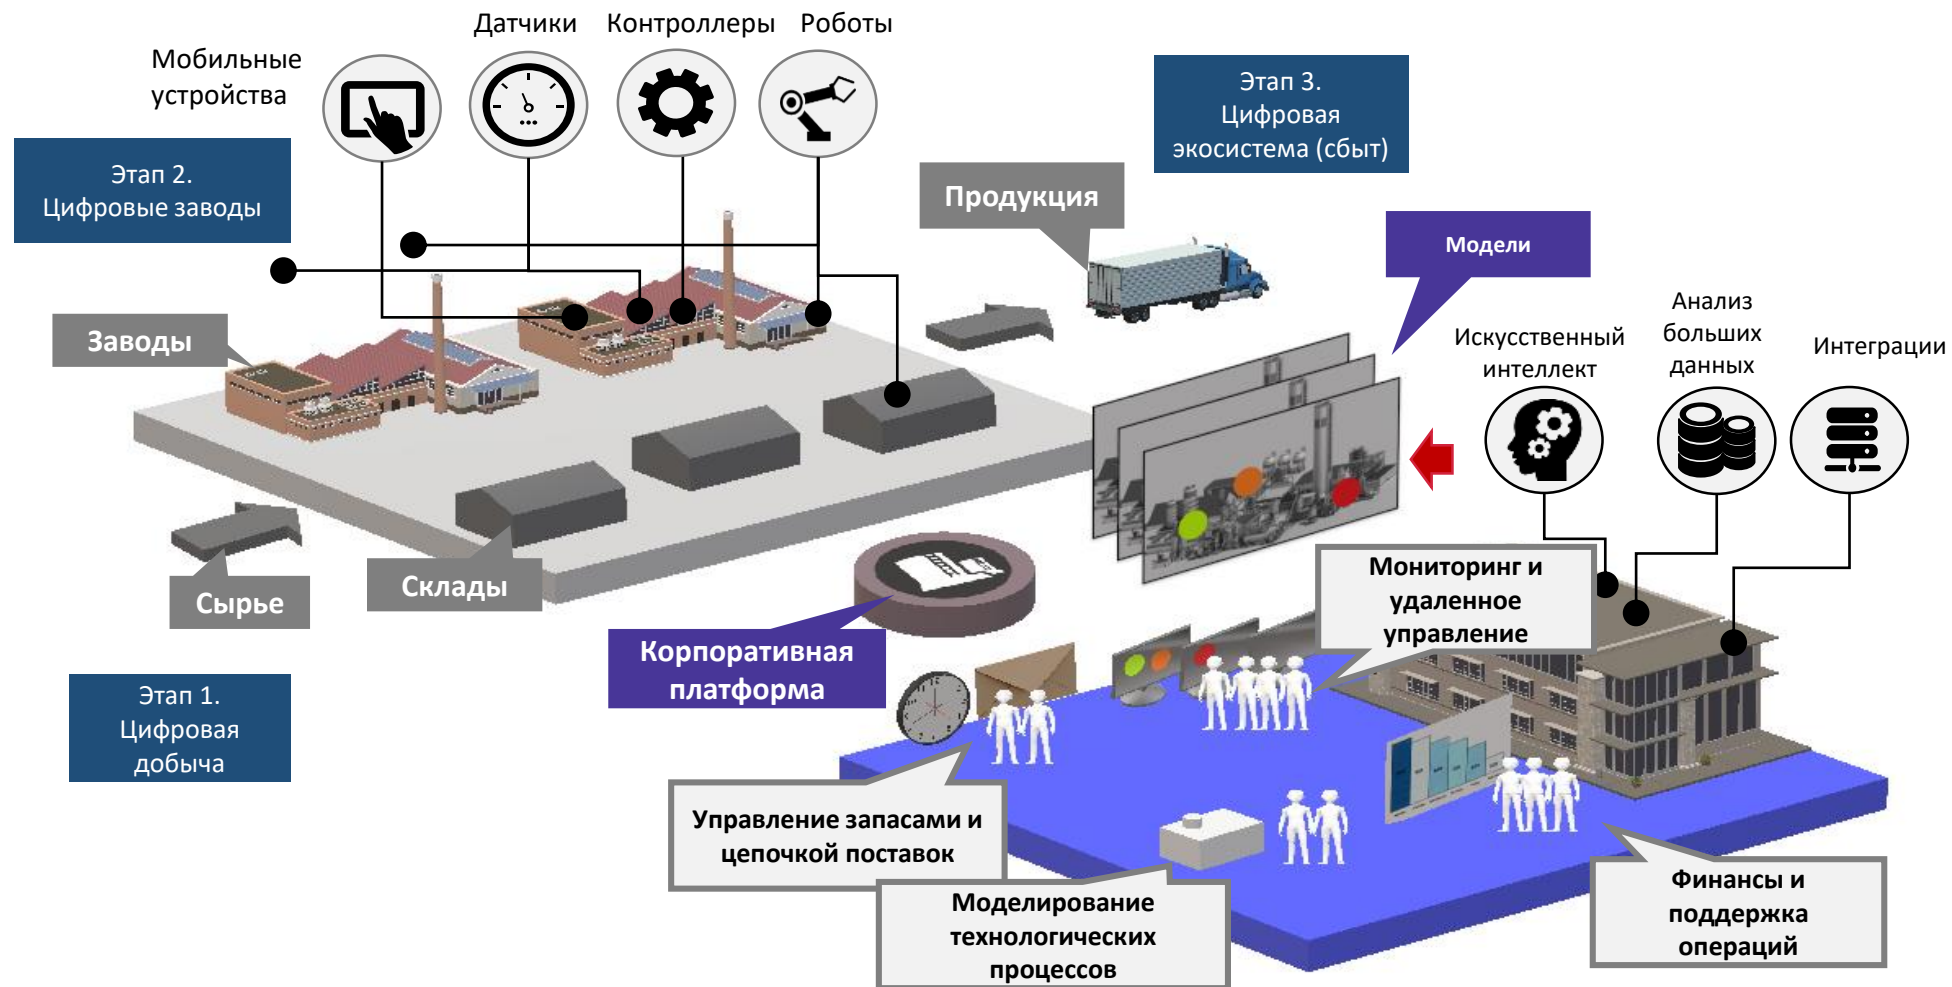 Датчики
Контроллеры
Роботы
Мобильные
устройства
Этап 3.
Цифровая
экосистема (сбыт)
Этап 2.
Цифровые заводы
Продукция
Модели
Заводы
Искусственный
интеллект
Анализ
больших
данных
Интеграции
Сырье
Склады
Мониторинг и
удаленное
управление
Корпоративная
платформа
Этап 1.
Цифровая
добыча
Управление запасами и
цепочкой поставок
Моделирование
технологических
процессов
Финансы и
поддержка
операций